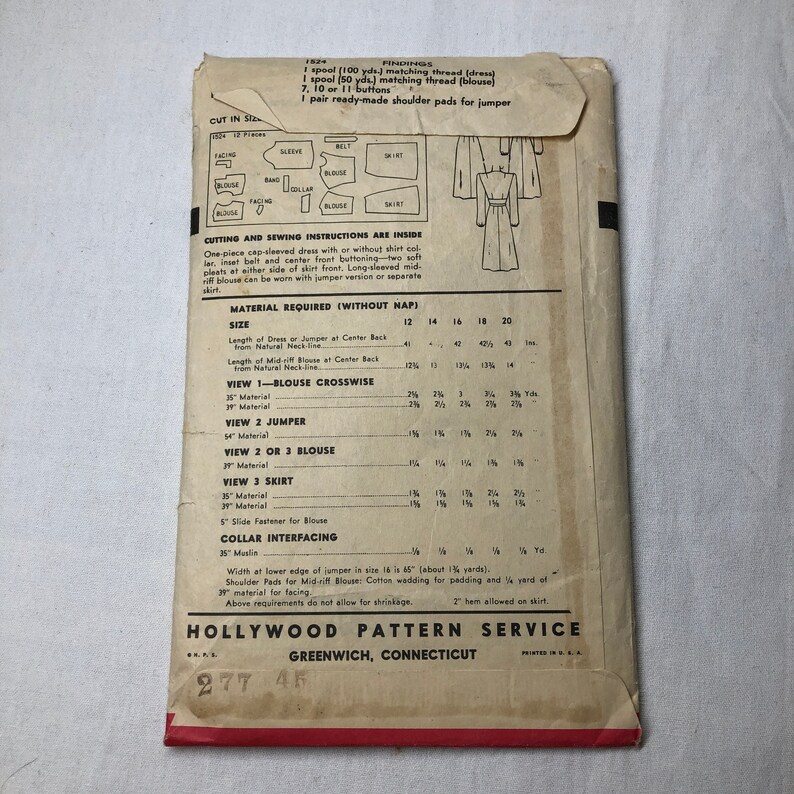 1524 FINDINGS
1 spool (100 yds.) matching thread (dress)
1 spool (50 yds.) matching thread (blouse)
7, 10 or 11 buttons
1 pair ready-made shoulder pads for jumper
CUT IN SIZE
1524 12 Pieces
FACING
SLEEVE
BELT
BLOUSE
SKIRT
BLOUSE
BAND
COLLAR
FACING
BLOUSE
BLOUSE
SKIRT
CUTTING AND SEWING INSTRUCTIONS ARE INSIDE
One-piece cap-sleeved dress with or without shirt col-
lar, inset belt and center front buttoning—two soft
pleats at either side of skirt front. Long-sleeved mid-
riff blouse can be worn with jumper version or separate
skirt.
MATERIAL REQUIRED (WITHOUT NAP)
SIZE 12 14 16 18 20
Length of Dress or Jumper at Center Back
from Natural Neck-line 41 42 42½ 43 Ins.
Length of Mid-riff Blouse at Center Back
from Natural Neck-line 12¾ 13 13¼ 13¾ 14 "
VIEW 1—BLOUSE CROSSWISE
35" Material 2⅝ 2¾ 3 3¼ 3⅜ Yds.
39" Material 2⅜ 2½ 2¾ 2⅞ 2⅞ "
VIEW 2 JUMPER
54" Material 1⅝ 1¾ 1⅞ 2⅛ 2⅛ "
VIEW 2 OR 3 BLOUSE
39" Material 1¼ 1¼ 1¼ 1⅜ 1⅜ "
VIEW 3 SKIRT
35" Material 1¾ 1⅞ 1⅞ 2¼ 2½ "
39" Material 1⅝ 1⅝ 1⅝ 1⅝ 1¾ "
5" Slide Fastener for Blouse
COLLAR INTERFACING
35" Muslin ⅛ ⅛ ⅛ ⅛ ⅛ Yd.
Width at lower edge of jumper in size 16 is 65" (about 1¾ yards).
Shoulder Pads for Mid-riff Blouse: Cotton wadding for padding and ¼ yard of
39" material for facing.
Above requirements do not allow for shrinkage. 2" hem allowed on skirt.
HOLLYWOOD PATTERN SERVICE
© H. P. S. GREENWICH, CONNECTICUT PRINTED IN U. S. A.
277 45